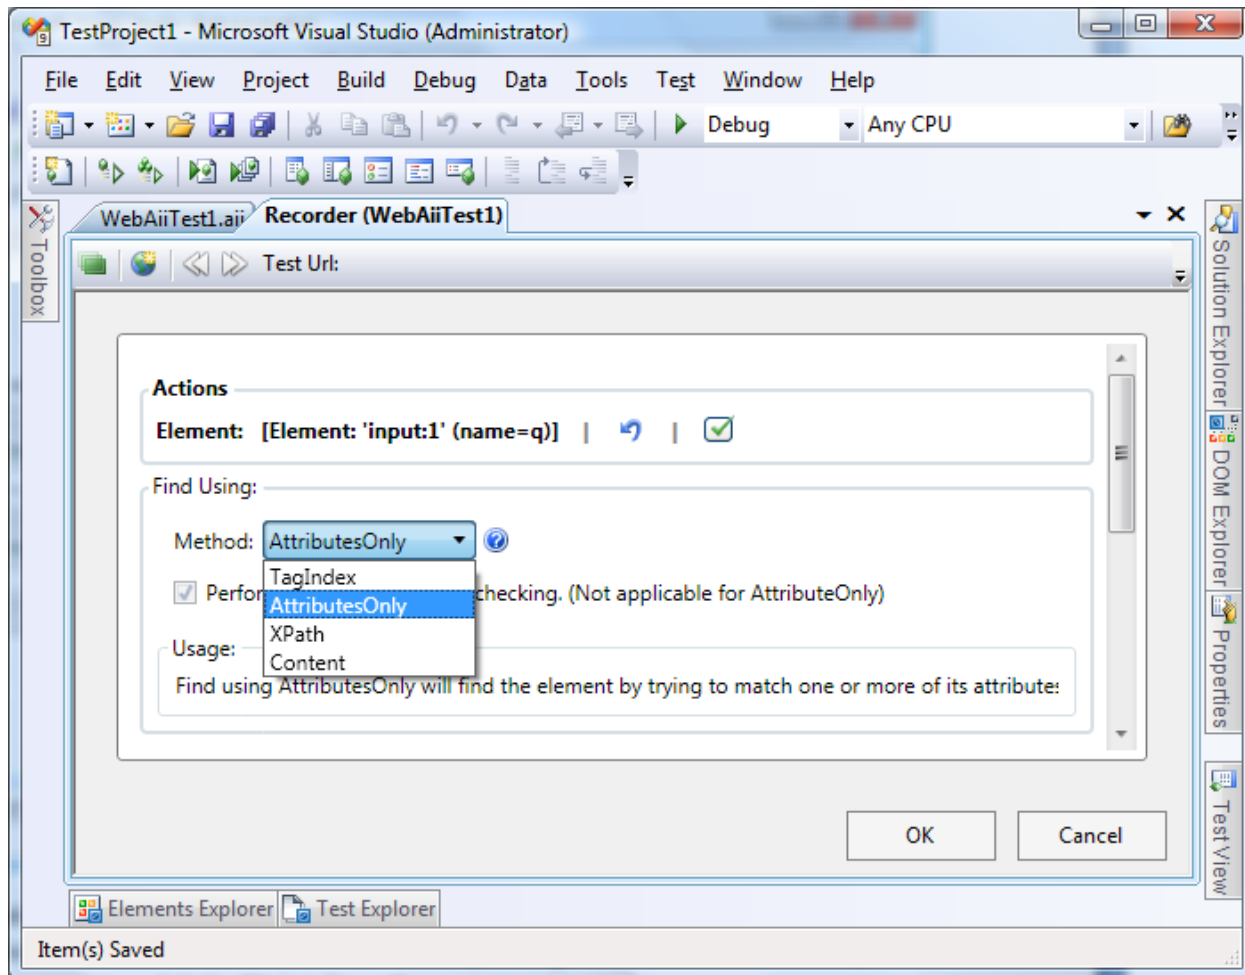 TestProject1 - Microsoft Visual Studio (Administrator)
File Edit View Project Build Debug Data Tools Test Window Help
Debug Any CPU
WebAiiTest1.aii Recorder (WebAiiTest1)
Toolbox
Test Url:
Actions
Element: [Element: 'input:1' (name=q)] | |
Find Using:
Method: AttributesOnly
TagIndex
checking. (Not applicable for AttributeOnly)
AttributesOnly
XPath
Usage:
Content
Find using AttributesOnly will find the element by trying to match one or more of its attributes
OK Cancel
Solution Explorer
DOM Explorer
Properties
Test View
Elements Explorer Test Explorer
Item(s) Saved